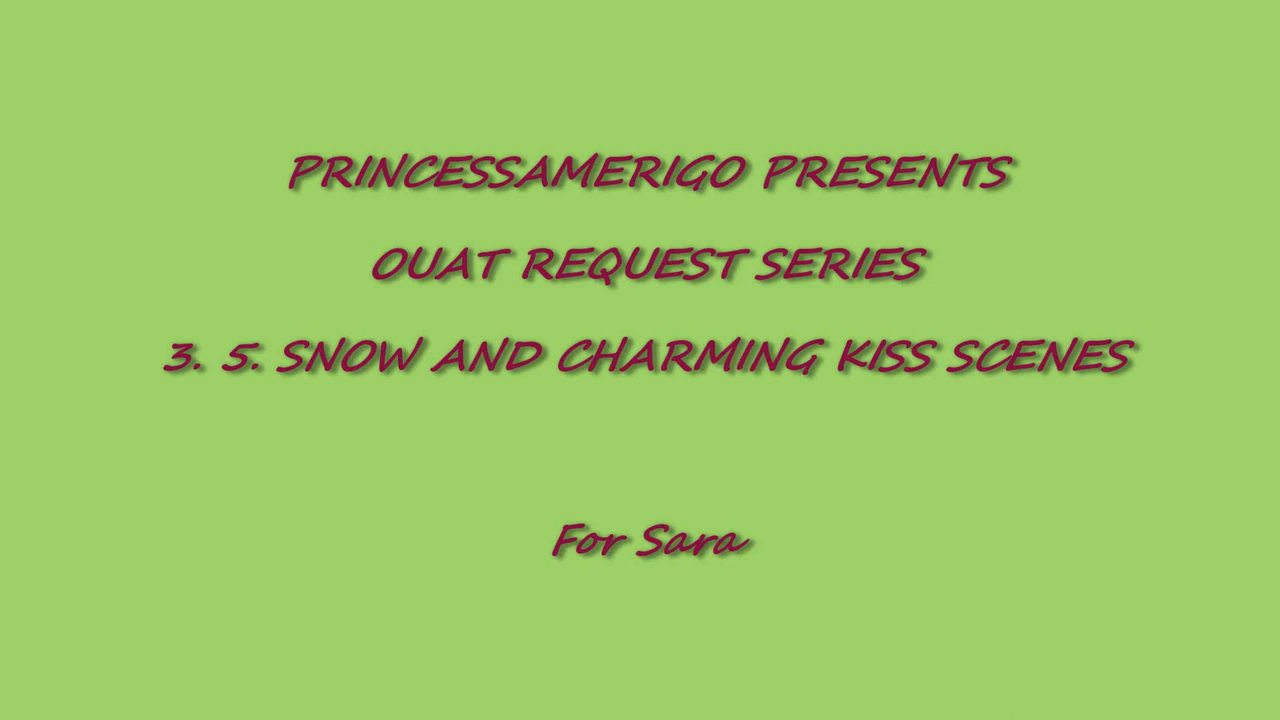 PRINCESSAMERIGO PRESENTS
OUAT REQUEST SERIES
3. 5. SNOW AND CHARMING KISS SCENES
For Sara